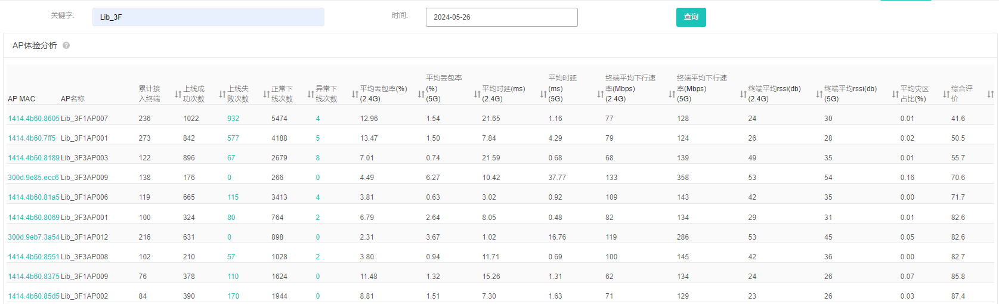 关键字: Lib_3F 时间: 2024-05-26 查询
AP体验分析 ?
AP MAC AP名称 累计接入终端 上线成功次数 上线失败次数 正常下线次数 异常下线次数 平均丢包率(%)(2.4G) 平均丢包率(%)(5G) 平均时延(ms)(2.4G) 平均时延(ms)(5G) 终端平均下行速率(Mbps)(2.4G) 终端平均下行速率(Mbps)(5G) 终端平均rssi(db)(2.4G) 终端平均rssi(db)(5G) 平均灾区占比(%) 综合评价
1414.4b60.8605 Lib_3F1AP007 236 1022 932 5474 4 12.96 1.54 21.65 1.16 77 128 24 30 0.01 41.6
1414.4b60.7ff5 Lib_3F1AP001 273 842 577 4188 5 13.47 1.50 7.84 4.29 79 124 26 28 0.02 50.5
1414.4b60.8189 Lib_3F3AP003 122 896 67 2679 8 7.01 0.74 21.59 0.68 68 139 49 35 0.01 55.7
300d.9e85.ecc6 Lib_3F3AP009 138 176 0 266 0 4.49 6.27 10.42 37.77 133 358 53 54 0.16 70.6
1414.4b60.81a5 Lib_3F1AP006 119 665 115 3413 4 3.81 0.63 3.02 0.92 109 143 42 35 0.00 71.7
1414.4b60.8069 Lib_3F3AP001 100 324 80 764 2 6.79 2.64 8.05 0.48 82 134 29 31 0.01 82.6
300d.9eb7.3a54 Lib_3F1AP012 216 631 0 898 0 2.31 3.67 1.02 16.76 119 286 53 45 0.05 82.6
1414.4b60.8551 Lib_3F3AP008 102 210 57 1028 2 3.80 0.94 11.71 0.69 100 145 42 36 0.00 82.7
1414.4b60.8375 Lib_3F1AP009 76 378 110 1624 0 11.48 1.32 15.26 1.31 62 134 24 26 0.07 85.8
1414.4b60.85d5 Lib_3F1AP002 84 390 170 1944 0 8.81 1.51 7.30 1.63 71 129 23 26 0.03 87.4